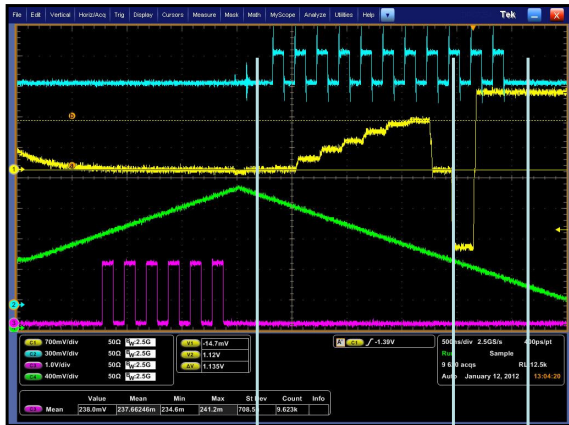 File Edit Vertical Horiz/Acq Trig Display Cursors Measure Mask Math MyScope Analyze Utilities Help Tek X
b
1
2
C1 700mV/div 50Ω BW:2.5G
C2 300mV/div 50Ω BW:2.5G
1.0V/div 50Ω BW:2.5G
400mV/div 50Ω BW:2.5G
V1 -14.7mV
V2 1.12V
ΔV 1.135V
A' C1 -1.39V
500ns/div 2.5GS/s 400ps/pt
Run Sample
9 acqs RL:12.5k
Auto January 12, 2012 13:04:20
Value Mean Min Max St Dev Count Info
C3 Mean 238.0mV 237.66246m 234.6m 241.2m 708.5 9.623k